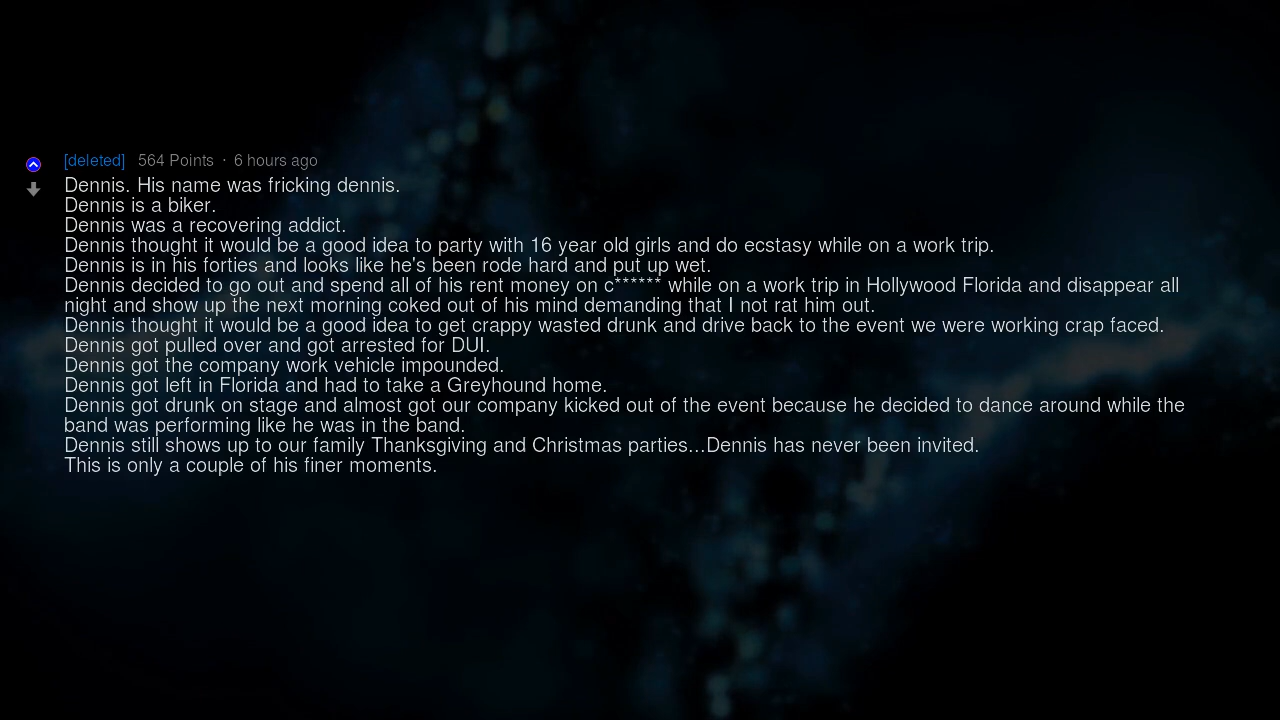 [deleted] 564 Points · 6 hours ago
Dennis. His name was fricking dennis.
Dennis is a biker.
Dennis was a recovering addict.
Dennis thought it would be a good idea to party with 16 year old girls and do ecstasy while on a work trip.
Dennis is in his forties and looks like he's been rode hard and put up wet.
Dennis decided to go out and spend all of his rent money on c****** while on a work trip in Hollywood Florida and disappear all
night and show up the next morning coked out of his mind demanding that I not rat him out.
Dennis thought it would be a good idea to get crappy wasted drunk and drive back to the event we were working crap faced.
Dennis got pulled over and got arrested for DUI.
Dennis got the company work vehicle impounded.
Dennis got left in Florida and had to take a Greyhound home.
Dennis got drunk on stage and almost got our company kicked out of the event because he decided to dance around while the
band was performing like he was in the band.
Dennis still shows up to our family Thanksgiving and Christmas parties...Dennis has never been invited.
This is only a couple of his finer moments.